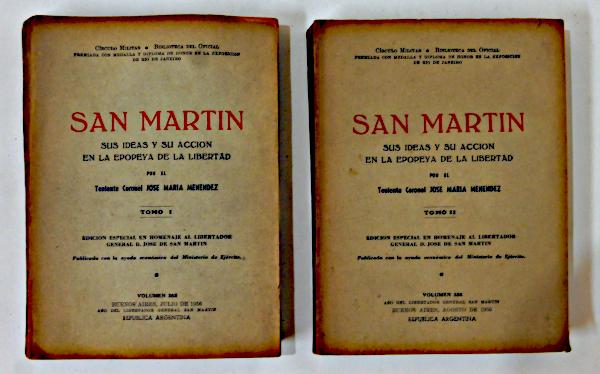 CÍRCULO MILITAR ★ BIBLIOTECA DEL OFICIAL
PREMIADA CON MEDALLA Y DIPLOMA DE HONOR EN LA EXPOSICION
DE RIO DE JANEIRO
SAN MARTIN
SUS IDEAS Y SU ACCION
EN LA EPOPEYA DE LA LIBERTAD
POR EL
Teniente Coronel JOSE MARIA MENENDEZ
TOMO I
EDICION ESPECIAL EN HOMENAJE AL LIBERTADOR
GENERAL D. JOSE DE SAN MARTIN
Publicada con la ayuda económica del Ministerio de Ejército.
VOLUMEN
BUENOS AIRES, JULIO DE
AÑO DEL LIBERTADOR GENERAL SAN MARTIN
REPUBLICA ARGENTINA
CÍRCULO MILITAR ★ BIBLIOTECA DEL OFICIAL
PREMIADA CON MEDALLA Y DIPLOMA DE HONOR EN LA EXPOSICION
DE RIO DE JANEIRO
SAN MARTIN
SUS IDEAS Y SU ACCION
EN LA EPOPEYA DE LA LIBERTAD
POR EL
Teniente Coronel JOSE MARIA MENENDEZ
TOMO II
EDICION ESPECIAL EN HOMENAJE AL LIBERTADOR
GENERAL D. JOSE DE SAN MARTIN
Publicada con la ayuda económica del Ministerio de Ejército.
VOLUMEN
AÑO DEL LIBERTADOR GENERAL SAN MARTIN
BUENOS AIRES, AGOSTO DE
REPUBLICA ARGENTINA